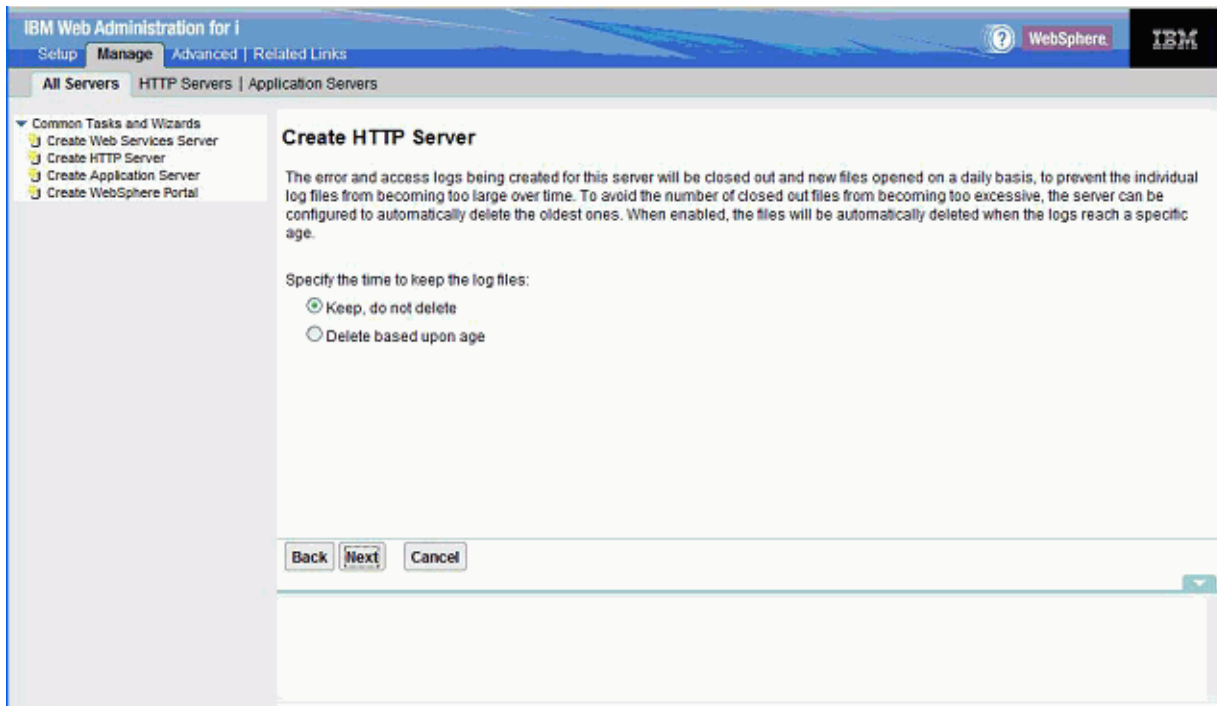 IBM Web Administration for i
Setup Manage Advanced | Related Links
? WebSphere. IBM
All Servers HTTP Servers | Application Servers
Common Tasks and Wizards
Create Web Services Server
Create HTTP Server
Create Application Server
Create WebSphere Portal
Create HTTP Server
The error and access logs being created for this server will be closed out and new files opened on a daily basis, to prevent the individual
log files from becoming too large over time. To avoid the number of closed out files from becoming too excessive, the server can be
configured to automatically delete the oldest ones. When enabled, the files will be automatically deleted when the logs reach a specific
age.
Specify the time to keep the log files:
Keep, do not delete
Delete based upon age
Back Next Cancel